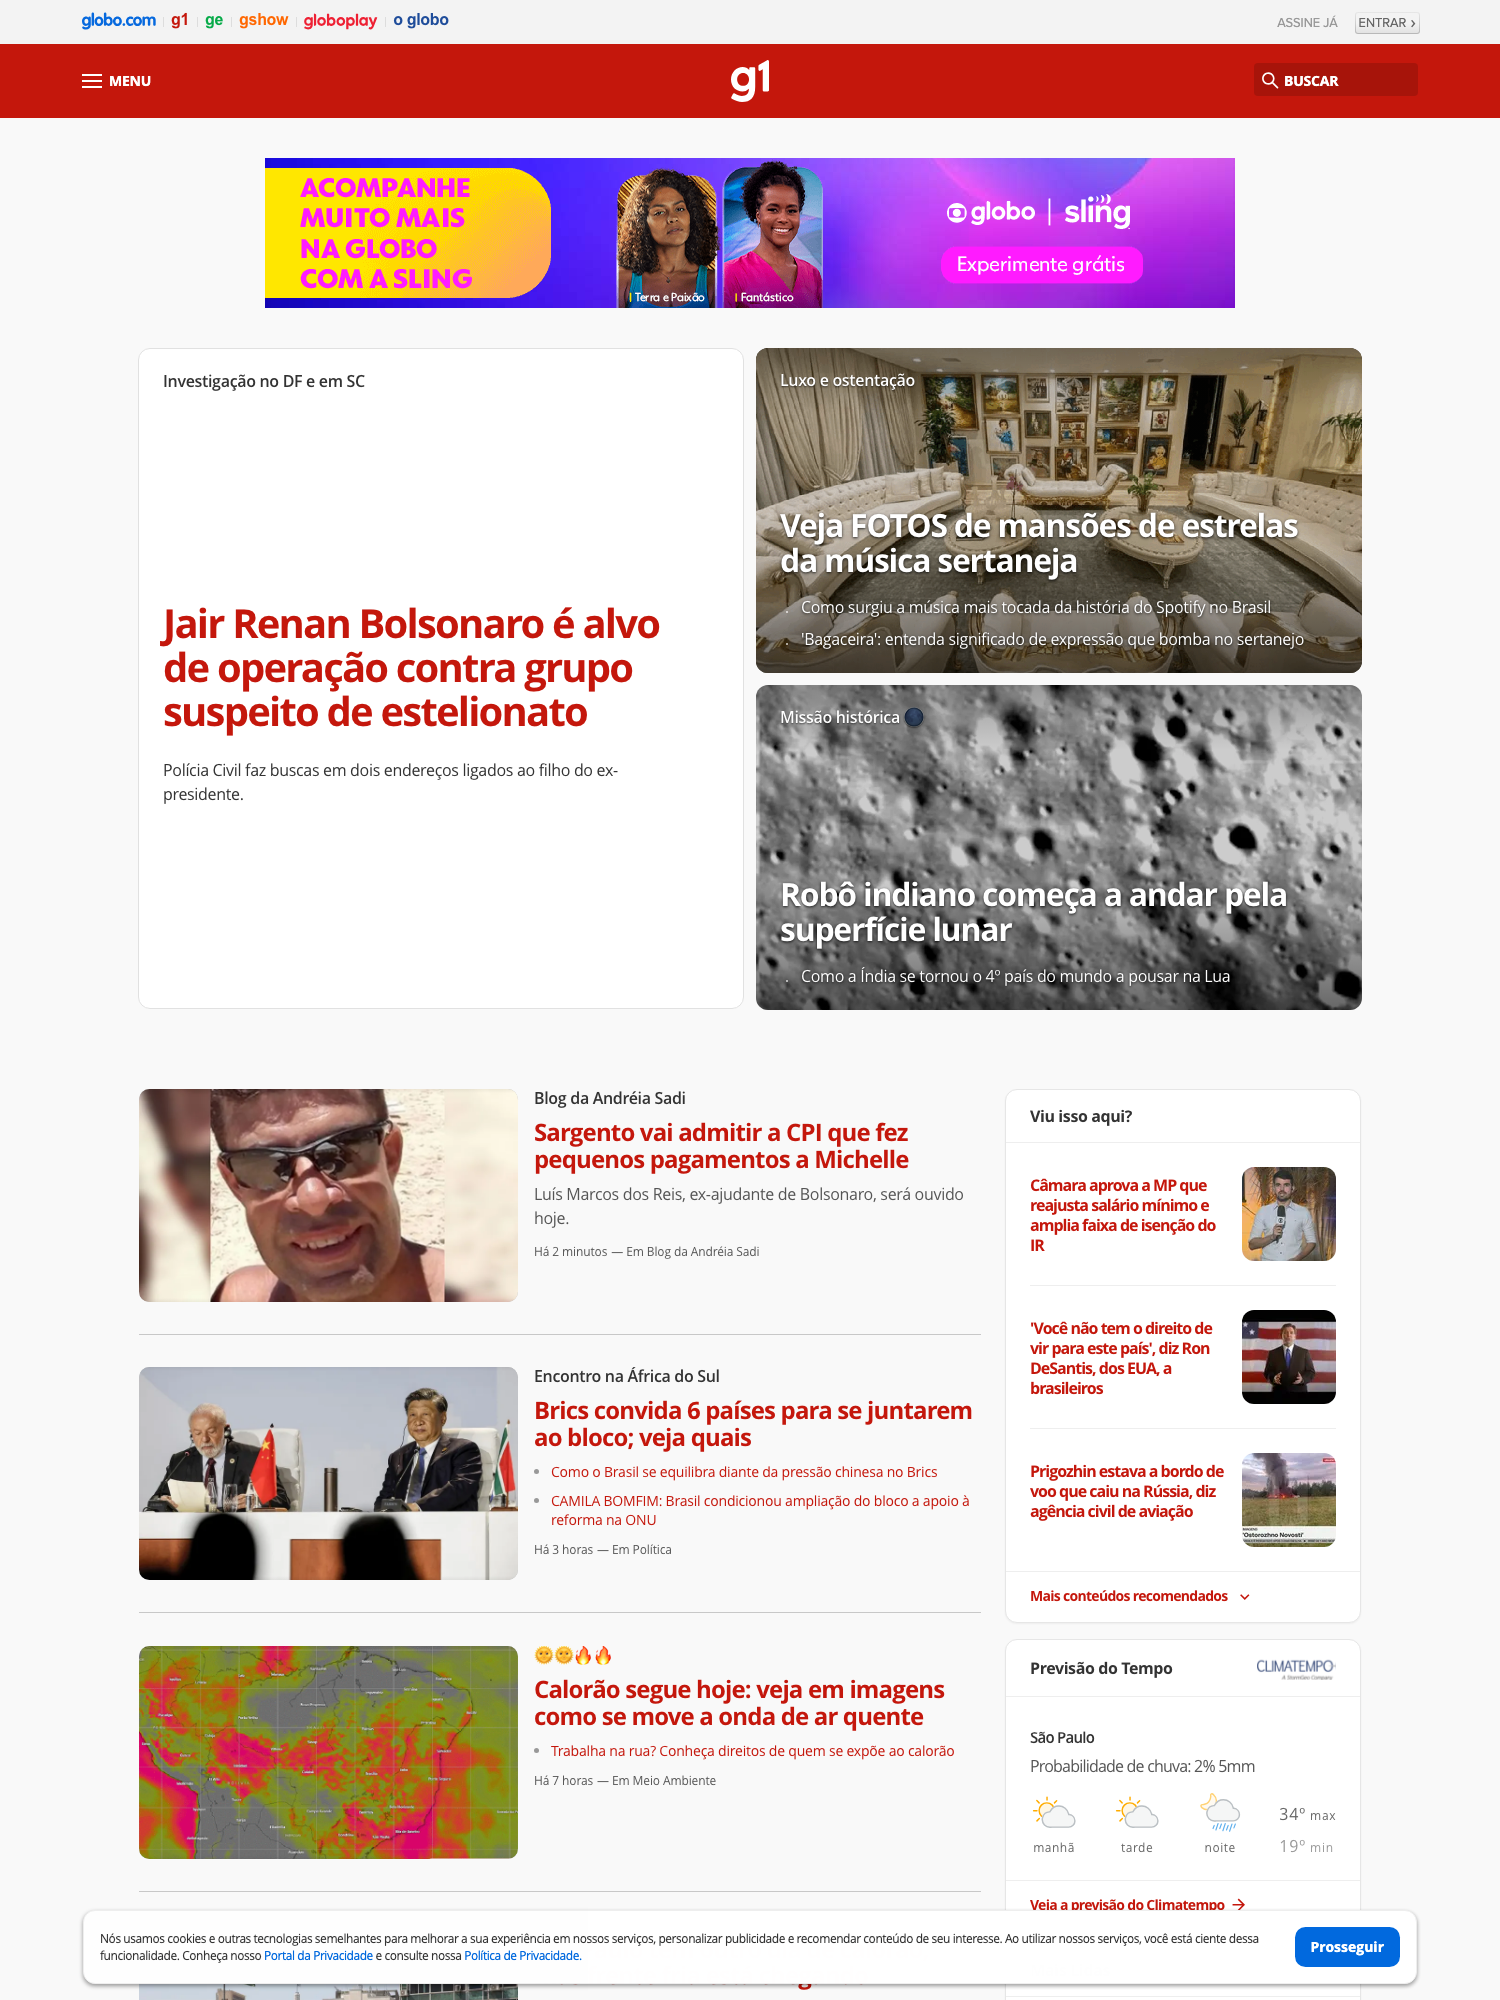 globo.com g1 ge gshow globoplay o globo
ASSINE JÁ ENTRAR ›
MENU
g1
BUSCAR
ACOMPANHE
MUITO MAIS
NA GLOBO
COM A SLING
Terra e Paixão
Fantástico
globo | sling
Experimente grátis
Investigação no DF e em SC
Jair Renan Bolsonaro é alvo
de operação contra grupo
suspeito de estelionato
Polícia Civil faz buscas em dois endereços ligados ao filho do ex-
presidente.
Luxo e ostentação
Veja FOTOS de mansões de estrelas
da música sertaneja
. Como surgiu a música mais tocada da história do Spotify no Brasil
. 'Bagaceira': entenda significado de expressão que bomba no sertanejo
Missão histórica 🌑
Robô indiano começa a andar pela
superfície lunar
. Como a Índia se tornou o 4º país do mundo a pousar na Lua
Blog da Andréia Sadi
Sargento vai admitir a CPI que fez
pequenos pagamentos a Michelle
Luís Marcos dos Reis, ex-ajudante de Bolsonaro, será ouvido
hoje.
Há 2 minutos — Em Blog da Andréia Sadi
Encontro na África do Sul
Brics convida 6 países para se juntarem
ao bloco; veja quais
• Como o Brasil se equilibra diante da pressão chinesa no Brics
• CAMILA BOMFIM: Brasil condicionou ampliação do bloco a apoio à
reforma na ONU
Há 3 horas — Em Política
🌞🌞🔥🔥
Calorão segue hoje: veja em imagens
como se move a onda de ar quente
• Trabalha na rua? Conheça direitos de quem se expõe ao calorão
Há 7 horas — Em Meio Ambiente
Viu isso aqui?
Câmara aprova a MP que
reajusta salário mínimo e
amplia faixa de isenção do
IR
'Você não tem o direito de
vir para este país', diz Ron
DeSantis, dos EUA, a
brasileiros
Prigozhin estava a bordo de
voo que caiu na Rússia, diz
agência civil de aviação
"Ostorozhno Novosti"
Mais conteúdos recomendados
Previsão do Tempo
CLIMATEMPO
A StormGeo Company
São Paulo
Probabilidade de chuva: 2% 5mm
34º max
19º min
manhã tarde noite
Veja a previsão do Climatempo →
Nós usamos cookies e outras tecnologias semelhantes para melhorar a sua experiência em nossos serviços, personalizar publicidade e recomendar conteúdo de seu interesse. Ao utilizar nossos serviços, você está ciente dessa
funcionalidade. Conheça nosso Portal da Privacidade e consulte nossa Política de Privacidade.
Prosseguir